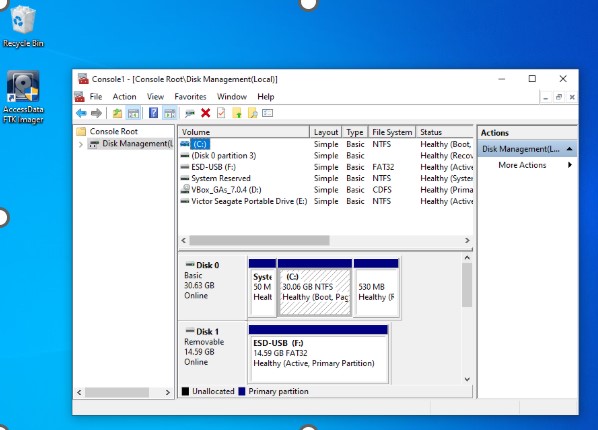 Recycle Bin
AccessData
FTK Imager
Console1 - [Console Root\Disk Management(Local)]
File Action View Favorites Window Help
Console Root
Disk Management(L
Volume Layout Type File System Status
(C:) Simple Basic NTFS Healthy (Boot,
(Disk 0 partition 3) Simple Basic Healthy (Recov
ESD-USB (F:) Simple Basic FAT32 Healthy (Active
System Reserved Simple Basic NTFS Healthy (Syster
VBox_GAs_7.0.4 (D:) Simple Basic CDFS Healthy (Prima
Victor Seagate Portable Drive (E:) Simple Basic NTFS Healthy (Active
Actions
Disk Management(L...
More Actions
Disk 0
Basic
30.63 GB
Online
Syste
50 M
Healt
(C:)
30.06 GB NTFS
Healthy (Boot, Pag
530 MB
Healthy (F
Disk 1
Removable
14.59 GB
Online
ESD-USB (F:)
14.59 GB FAT32
Healthy (Active, Primary Partition)
Unallocated Primary partition